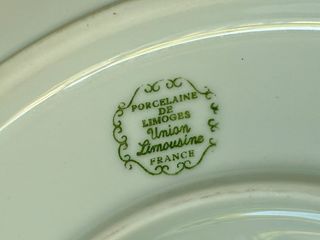 PORCELAINE
DE
LIMOGES
Union
Limousine
FRANCE